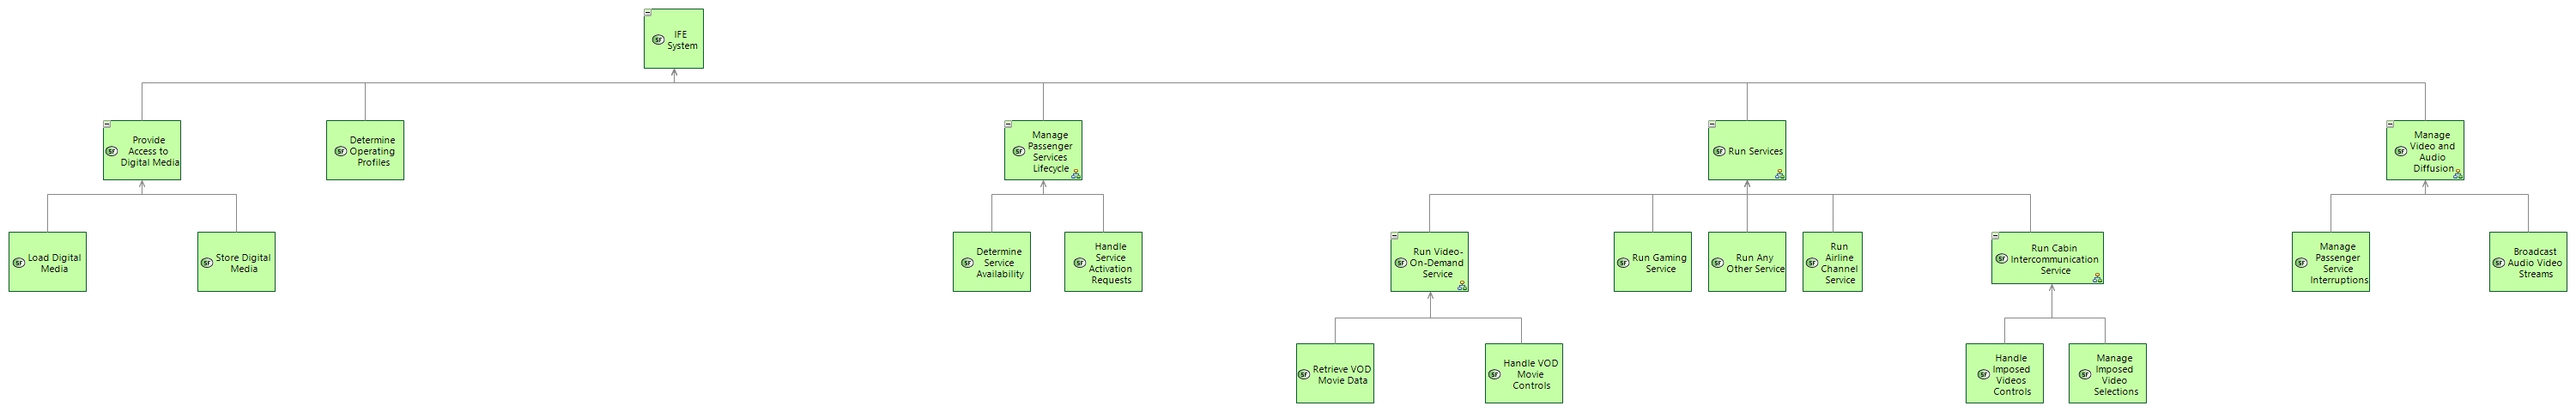 IFE
System
Provide
Access to
Digital Media
Determine
Operating
Profiles
Manage
Passenger
Services
Lifecycle
Run Services
Manage
Video and
Audio
Diffusion
Load Digital
Media
Store Digital
Media
Determine
Service
Availability
Handle
Service
Activation
Requests
Run Video-
On-Demand
Service
Run Gaming
Service
Run Any
Other Service
Run
Airline
Channel
Service
Run Cabin
Intercommunication
Service
Manage
Passenger
Service
Interruptions
Broadcast
Audio Video
Streams
Retrieve VOD
Movie Data
Handle VOD
Movie
Controls
Handle
Imposed
Videos
Controls
Manage
Imposed
Video
Selections